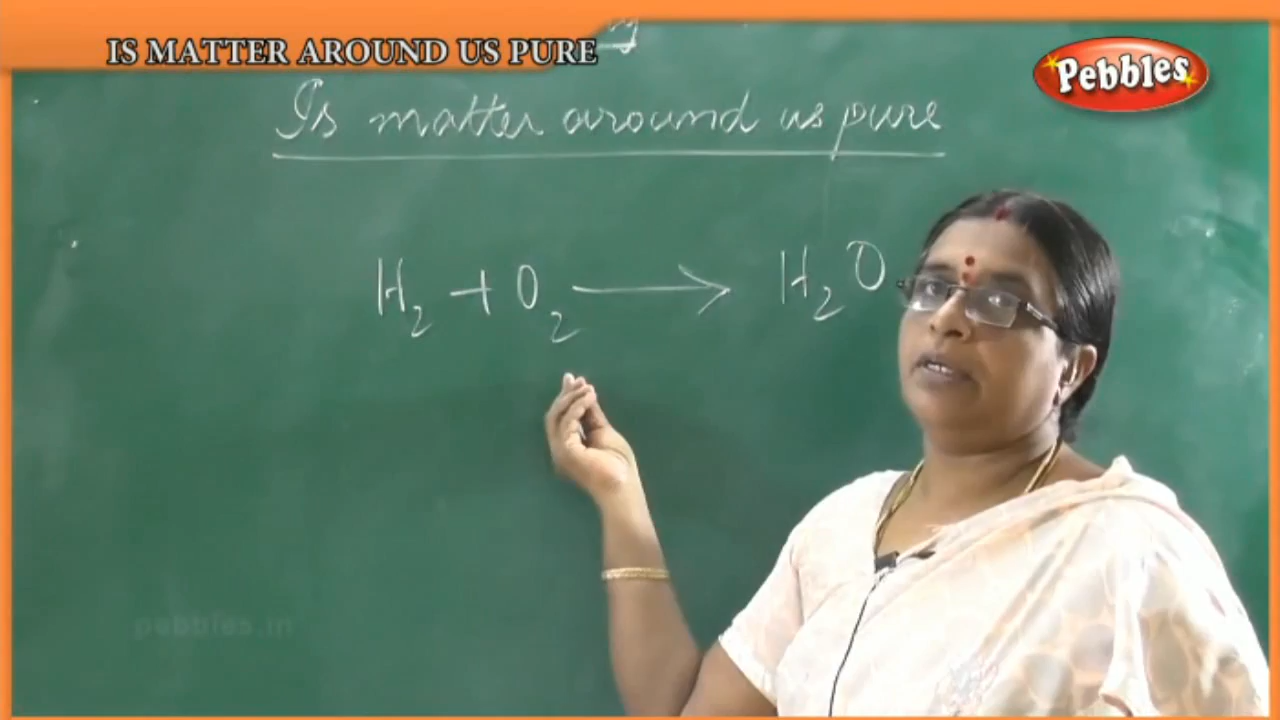 IS MATTER AROUND US PURE
Pebbles
Is matter around us pure
H₂ + O₂ → H₂O
pebbles.in